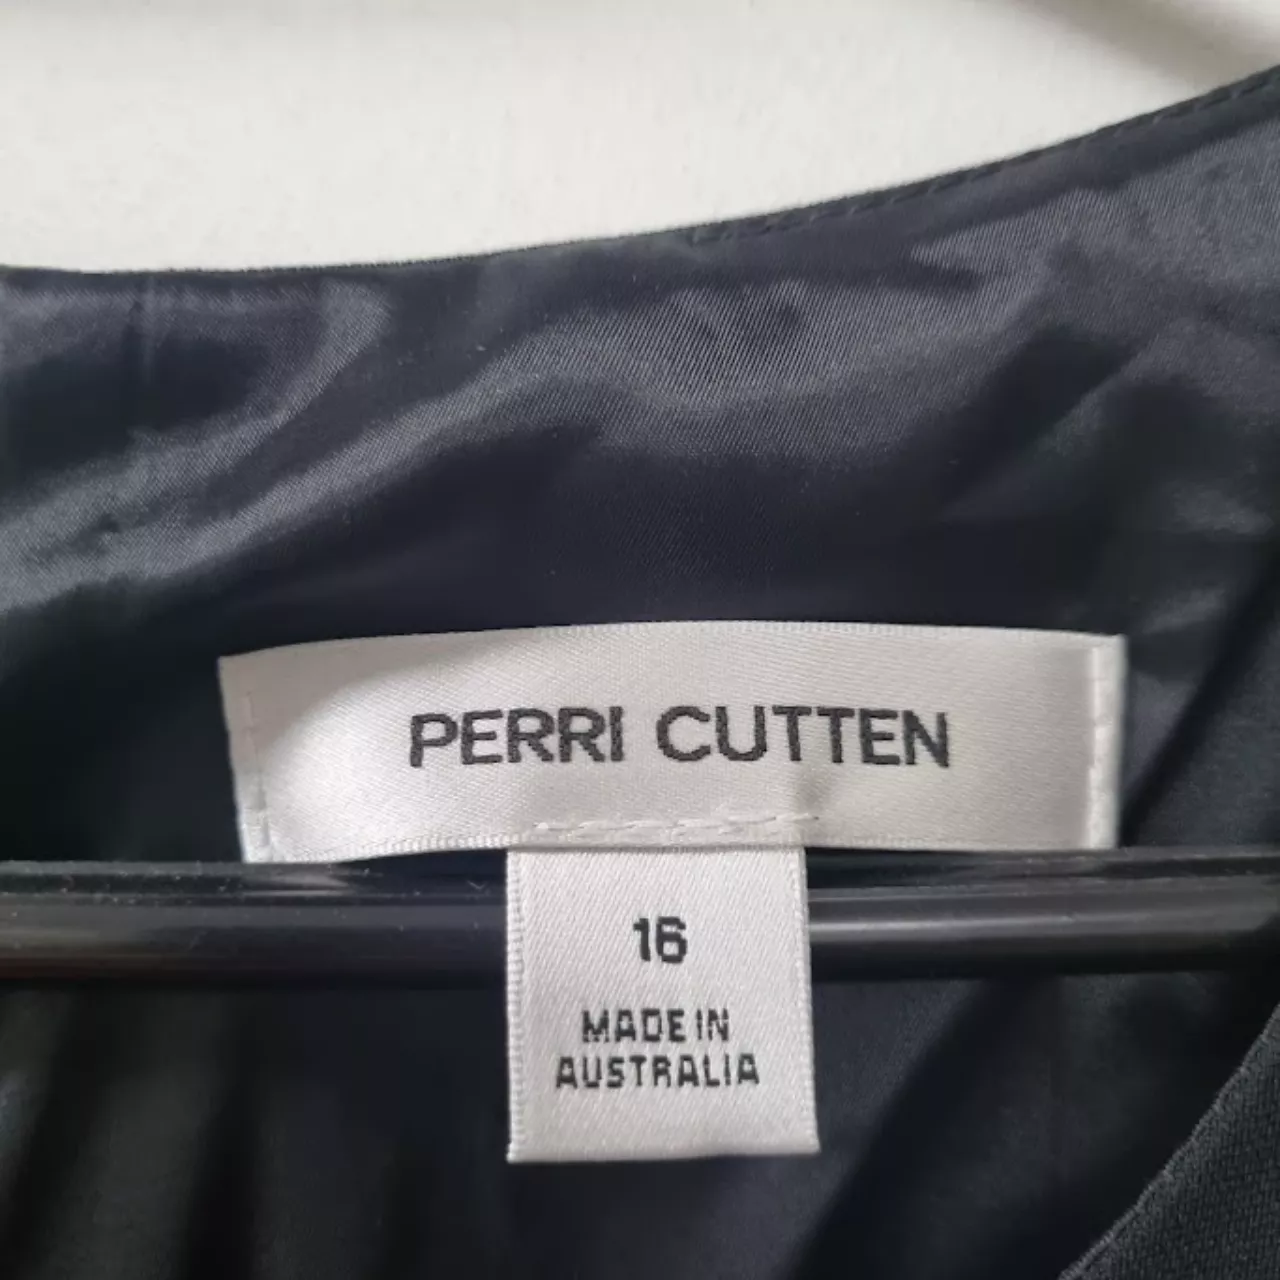 PERRI CUTTEN
16
MADE IN
AUSTRALIA